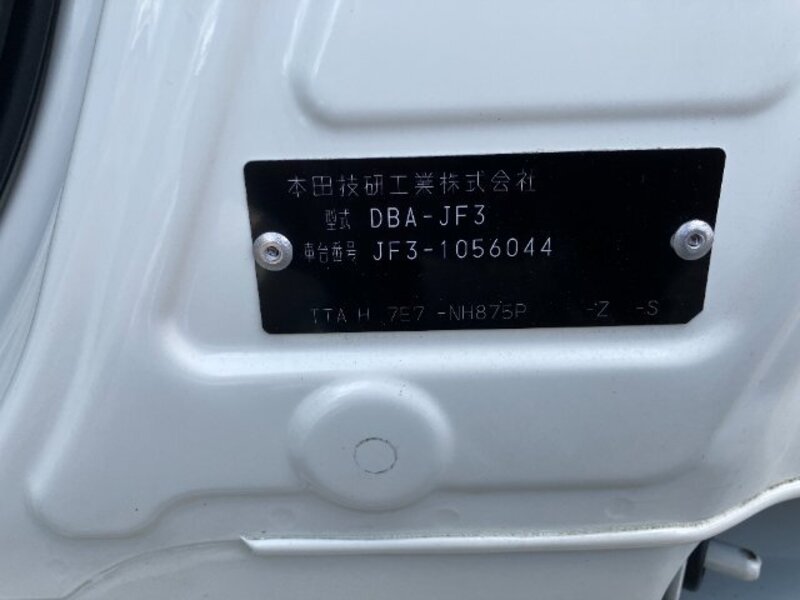 本田技研工業株式会社
型式 DBA-JF3
車台番号 JF3-1056044
TTA H 7E7 -NH875P -Z -S